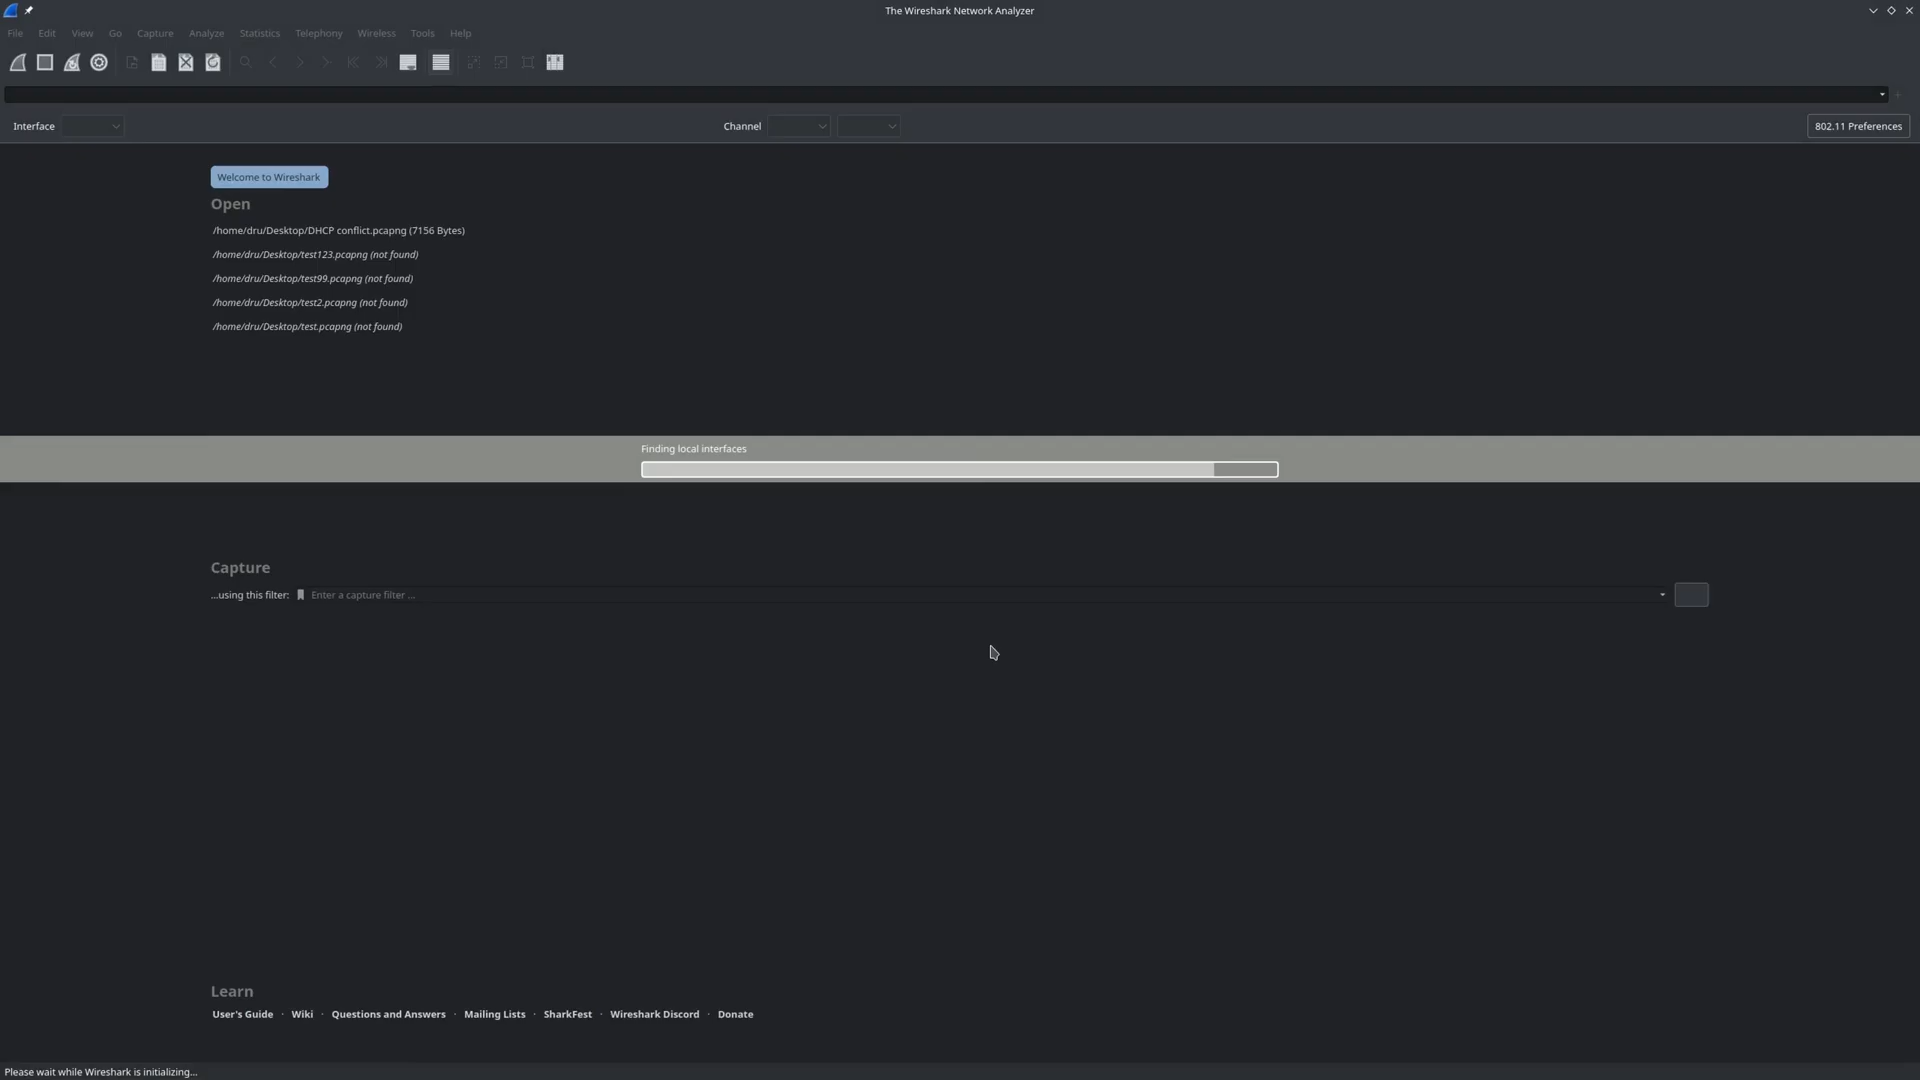 The Wireshark Network Analyzer
File Edit View Go Capture Analyze Statistics Telephony Wireless Tools Help
Interface Channel 802.11 Preferences
Welcome to Wireshark
Open
/home/dru/Desktop/DHCP conflict.pcapng (7156 Bytes)
/home/dru/Desktop/test123.pcapng (not found)
/home/dru/Desktop/test99.pcapng (not found)
/home/dru/Desktop/test2.pcapng (not found)
/home/dru/Desktop/test.pcapng (not found)
Finding local interfaces
Capture
...using this filter: Enter a capture filter ...
Learn
User's Guide · Wiki · Questions and Answers · Mailing Lists · SharkFest · Wireshark Discord · Donate
Please wait while Wireshark is initializing...